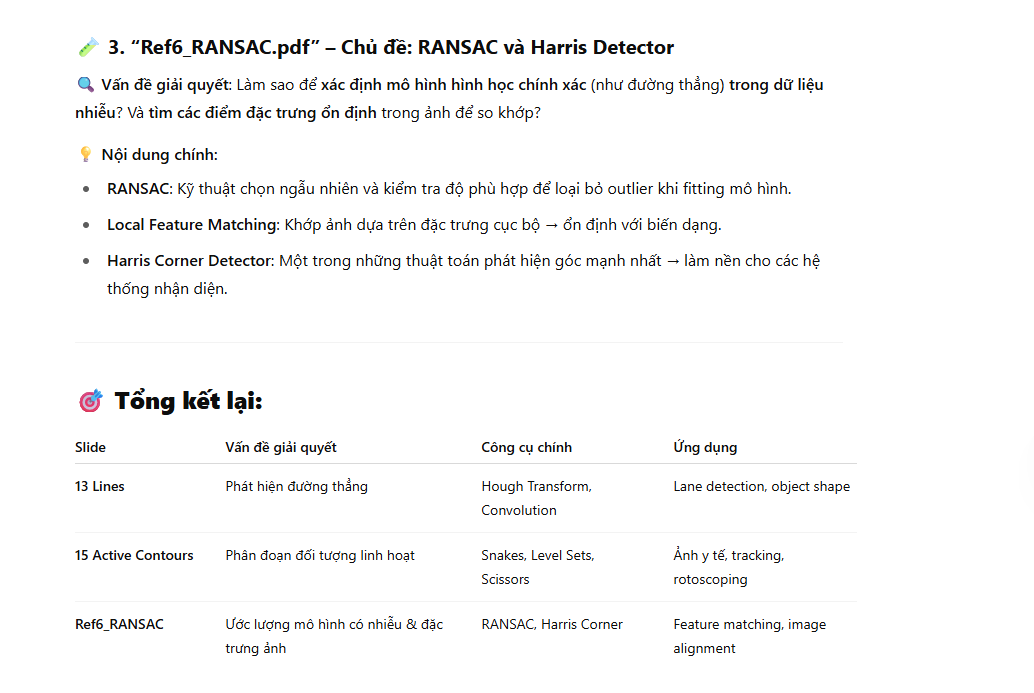 3. “Ref6_RANSAC.pdf” – Chủ đề: RANSAC và Harris Detector
Vấn đề giải quyết: Làm sao để xác định mô hình hình học chính xác (như đường thẳng) trong dữ liệu
nhiễu? Và tìm các điểm đặc trưng ổn định trong ảnh để so khớp?
Nội dung chính:
• RANSAC: Kỹ thuật chọn ngẫu nhiên và kiểm tra độ phù hợp để loại bỏ outlier khi fitting mô hình.
• Local Feature Matching: Khớp ảnh dựa trên đặc trưng cục bộ → ổn định với biến dạng.
• Harris Corner Detector: Một trong những thuật toán phát hiện góc mạnh nhất → làm nền cho các hệ
thống nhận diện.
Tổng kết lại:
Slide Vấn đề giải quyết Công cụ chính Ứng dụng
13 Lines Phát hiện đường thẳng Hough Transform, Lane detection, object shape
Convolution
15 Active Contours Phân đoạn đối tượng linh hoạt Snakes, Level Sets, Ảnh y tế, tracking,
Scissors rotoscoping
Ref6_RANSAC Ước lượng mô hình có nhiễu & đặc RANSAC, Harris Corner Feature matching, image
trưng ảnh alignment